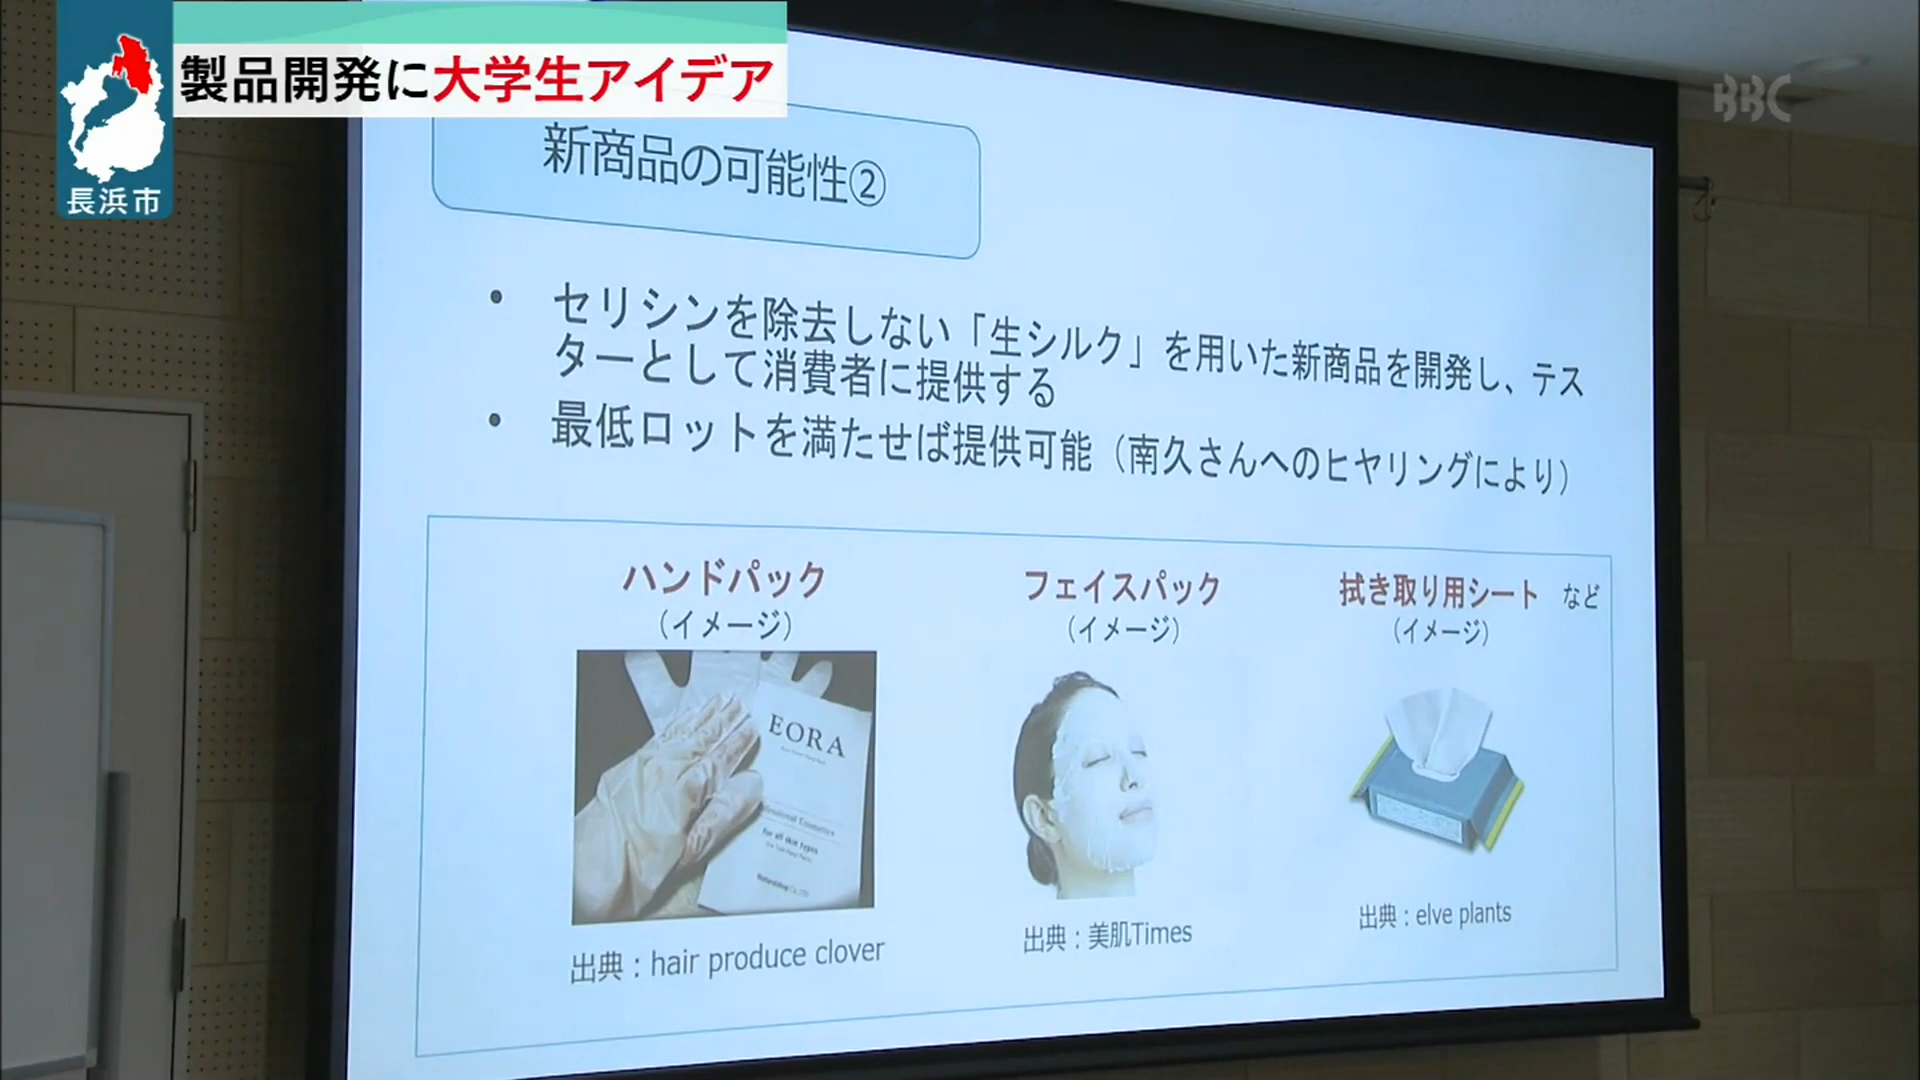 製品開発に大学生アイデア
BBC
長浜市
新商品の可能性②
• セリシンを除去しない「生シルク」を用いた新商品を開発し、テス
ターとして消費者に提供する
• 最低ロットを満たせば提供可能（南久さんへのヒヤリングにより）
ハンドパック
（イメージ）
フェイスパック
（イメージ）
拭き取り用シート など
（イメージ）
EORA
for all skin types
出典：hair produce clover
出典：美肌Times
出典：elve plants